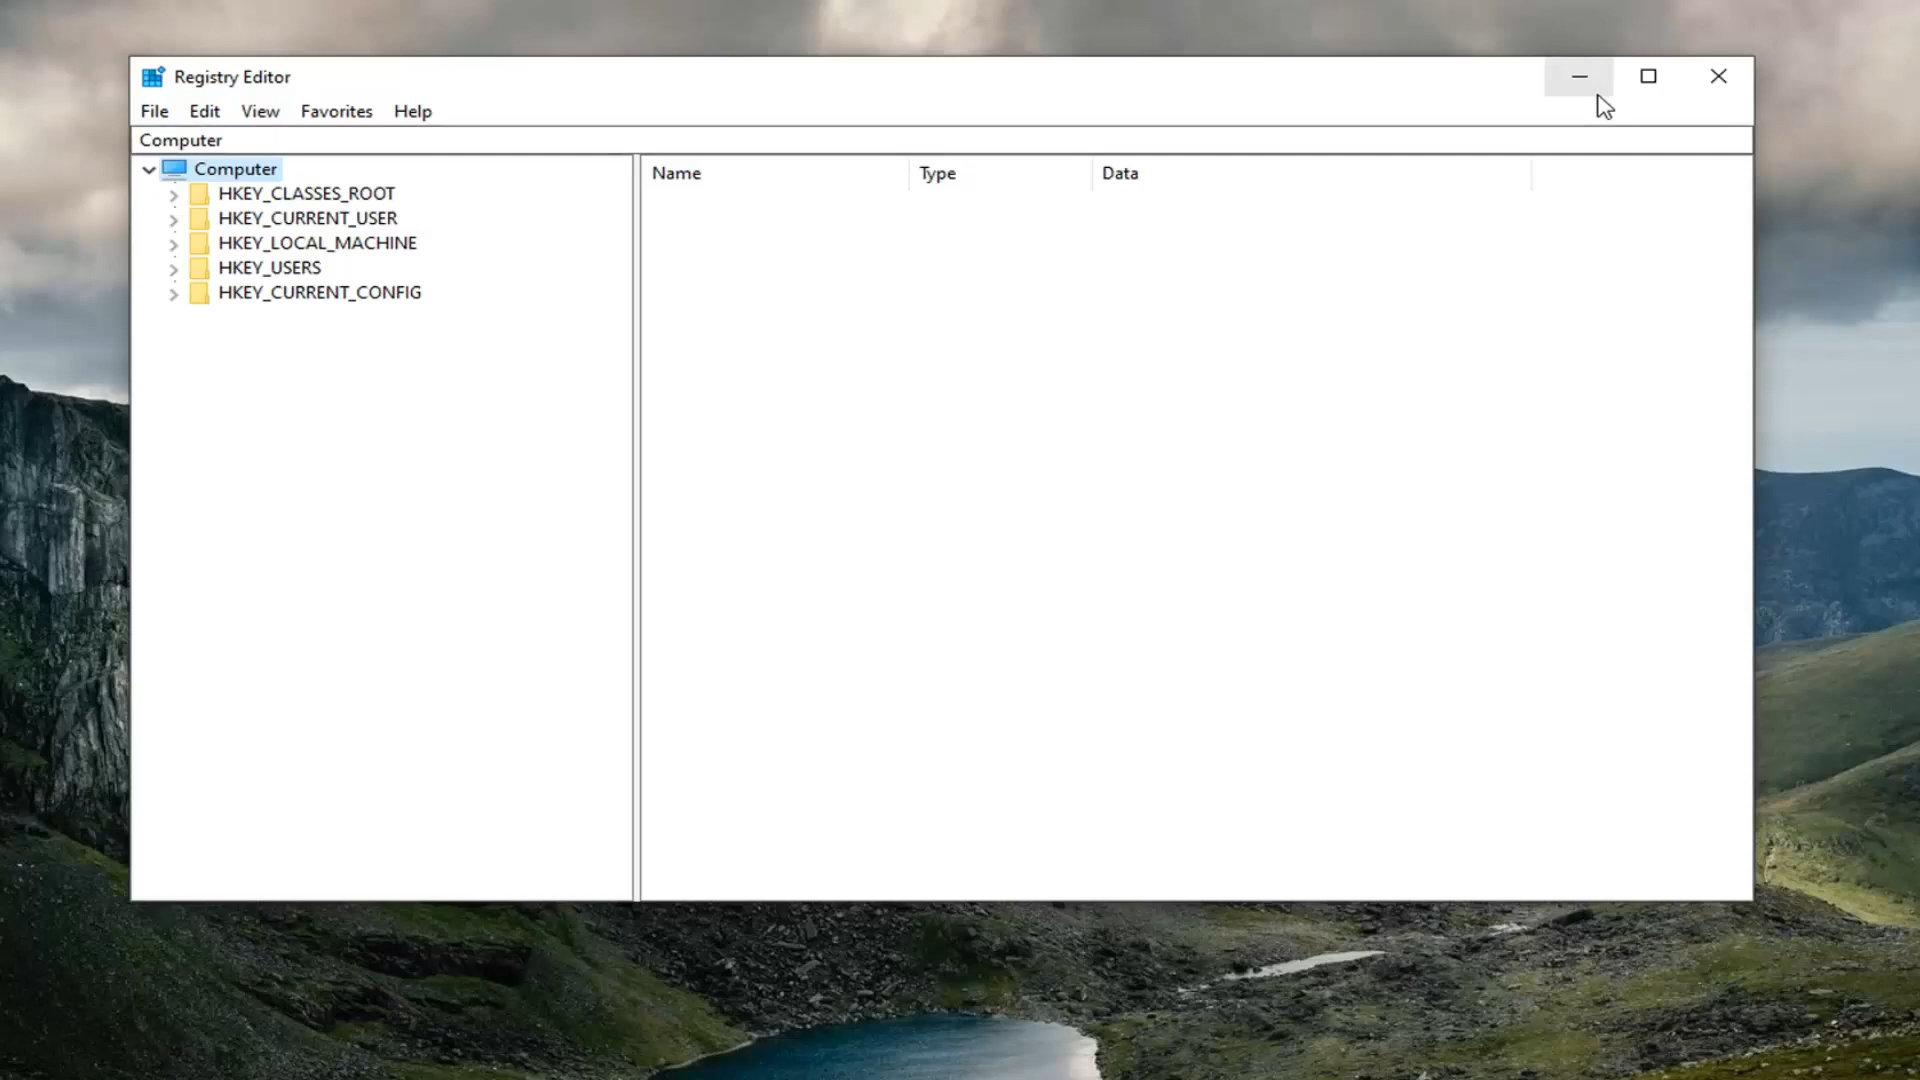 Registry Editor
File Edit View Favorites Help
Computer
Computer
HKEY_CLASSES_ROOT
HKEY_CURRENT_USER
HKEY_LOCAL_MACHINE
HKEY_USERS
HKEY_CURRENT_CONFIG
Name Type Data